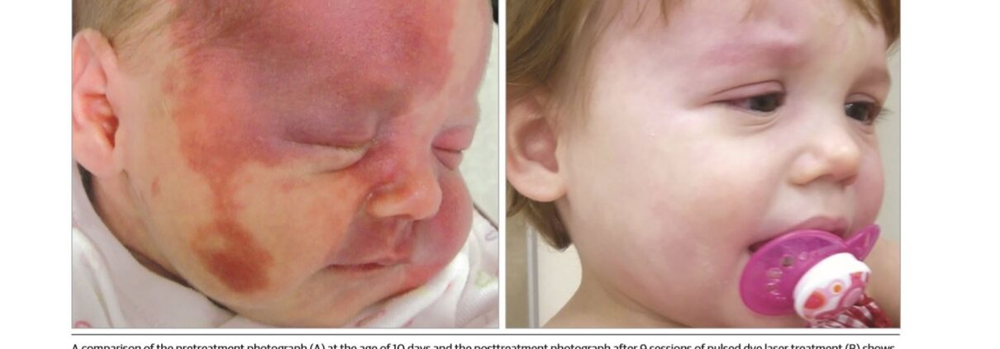 A comparison of the pretreatment photograph (A) at the age of 10 days and the posttreatment photograph after 9 sessions of pulsed dye laser treatment (B) shows